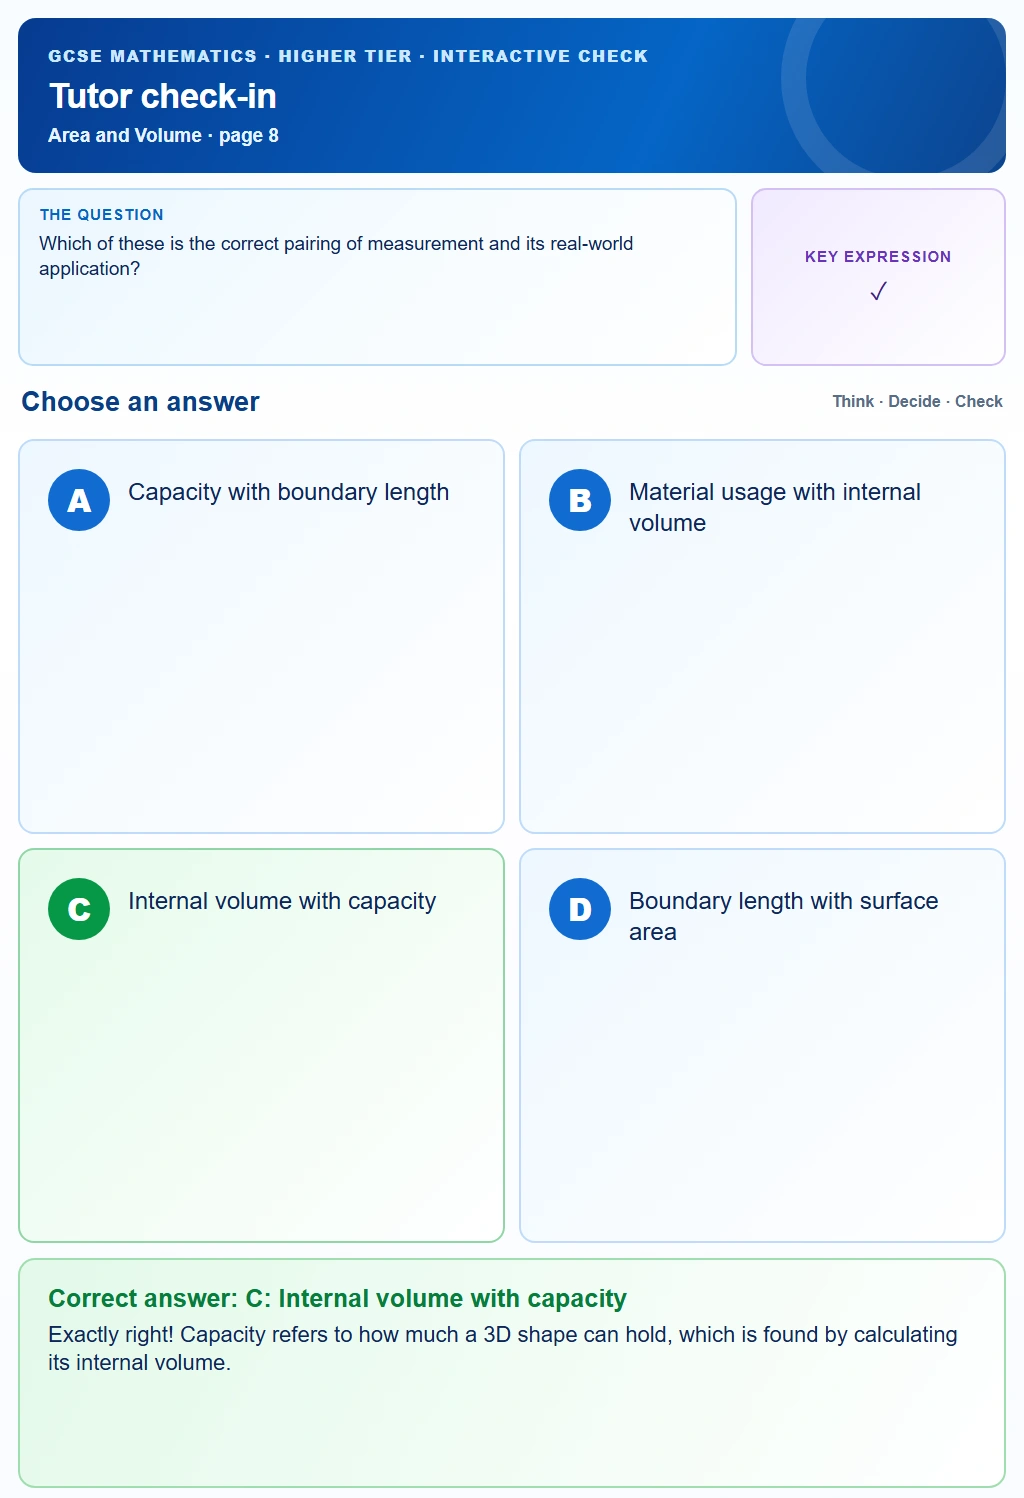 GCSE MATHEMATICS · HIGHER TIER · INTERACTIVE CHECK
Tutor check-in
Area and Volume · page 8
THE QUESTION
Which of these is the correct pairing of measurement and its real-world
application?
KEY EXPRESSION
✓
Choose an answer
Think · Decide · Check
A
Capacity with boundary length
B
Material usage with internal
volume
C
Internal volume with capacity
D
Boundary length with surface
area
Correct answer: C: Internal volume with capacity
Exactly right! Capacity refers to how much a 3D shape can hold, which is found by calculating
its internal volume.